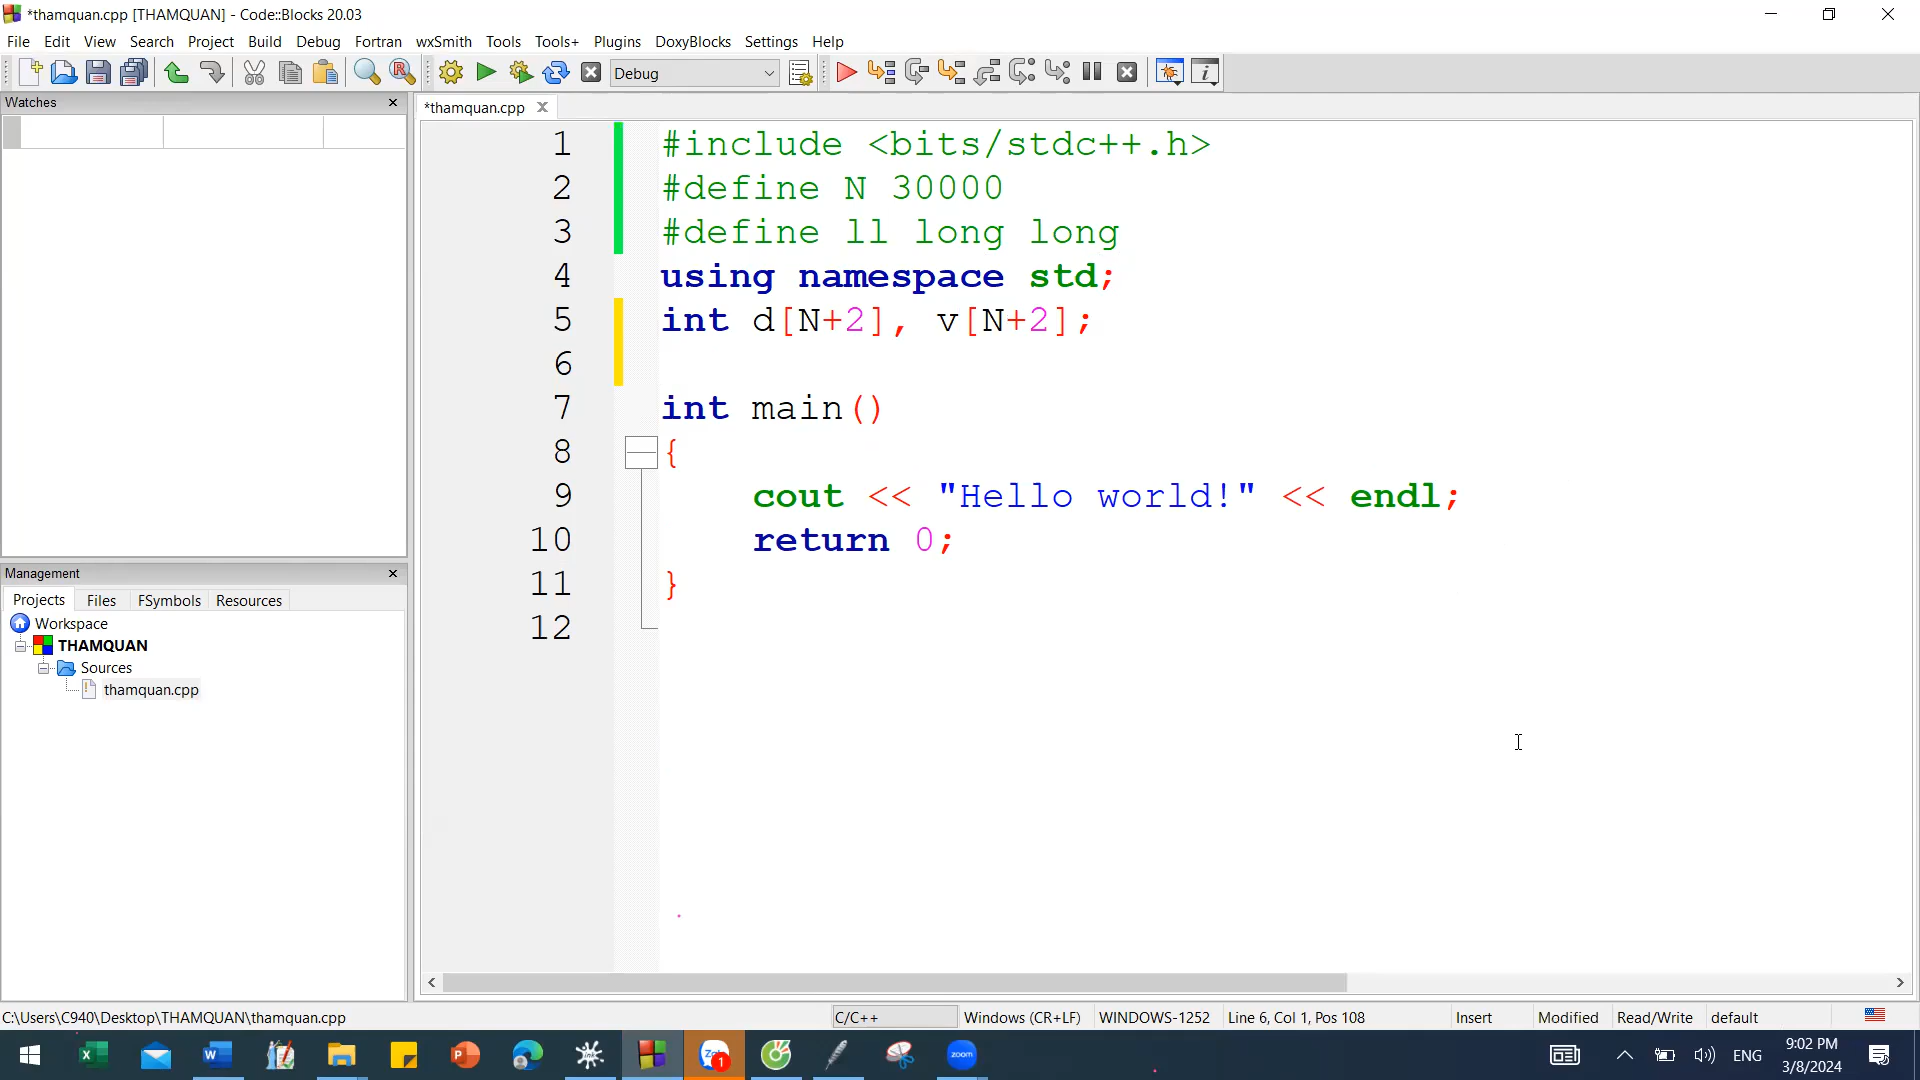 *thamquan.cpp [THAMQUAN] - Code::Blocks 20.03
File Edit View Search Project Build Debug Fortran wxSmith Tools Tools+ Plugins DoxyBlocks Settings Help
Debug
Watches
*thamquan.cpp
1 #include <bits/stdc++.h>
2 #define N 30000
3 #define ll long long
4 using namespace std;
5 int d[N+2], v[N+2];
6
7 int main()
8 {
9 cout << "Hello world!" << endl;
10 return 0;
11 }
12
Management
Projects Files FSymbols Resources
Workspace
THAMQUAN
Sources
thamquan.cpp
C:\Users\C940\Desktop\THAMQUAN\thamquan.cpp C/C++ Windows (CR+LF) WINDOWS-1252 Line 6, Col 1, Pos 108 Insert Modified Read/Write default
zoom
1
ENG
9:02 PM
3/8/2024